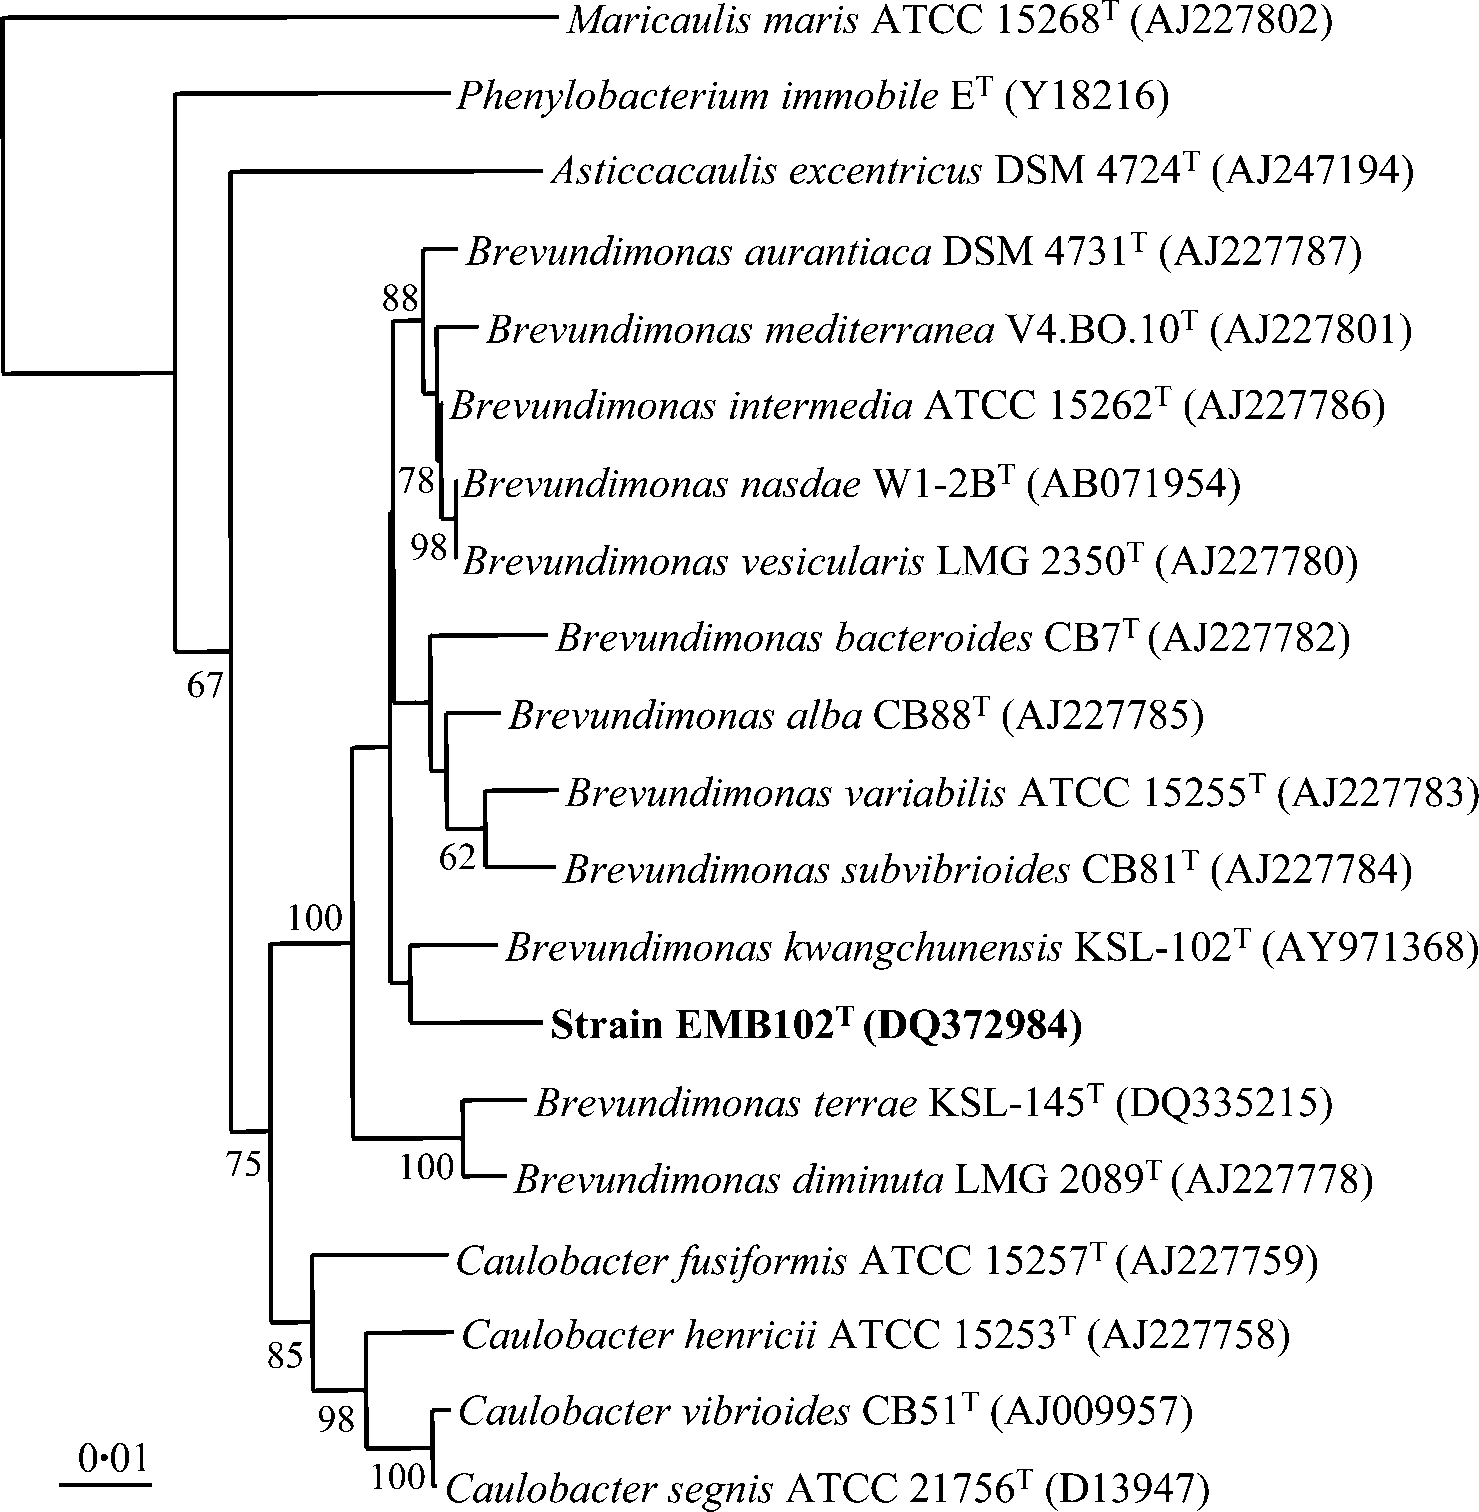 Maricaulis maris ATCC 15268T (AJ227802)
Phenylobacterium immobile ET (Y18216)
Asticcacaulis excentricus DSM 4724T (AJ247194)
Brevundimonas aurantiaca DSM 4731T (AJ227787)
88
Brevundimonas mediterranea V4.BO.10T (AJ227801)
Brevundimonas intermedia ATCC 15262T (AJ227786)
78
Brevundimonas nasdae W1-2BT (AB071954)
98
Brevundimonas vesicularis LMG 2350T (AJ227780)
Brevundimonas bacteroides CB7T (AJ227782)
67
Brevundimonas alba CB88T (AJ227785)
Brevundimonas variabilis ATCC 15255T (AJ227783)
62
Brevundimonas subvibrioides CB81T (AJ227784)
100
Brevundimonas kwangchunensis KSL-102T (AY971368)
Strain EMB102T (DQ372984)
Brevundimonas terrae KSL-145T (DQ335215)
75
100
Brevundimonas diminuta LMG 2089T (AJ227778)
Caulobacter fusiformis ATCC 15257T (AJ227759)
Caulobacter henricii ATCC 15253T (AJ227758)
85
Caulobacter vibrioides CB51T (AJ009957)
98
0·01
100
Caulobacter segnis ATCC 21756T (D13947)